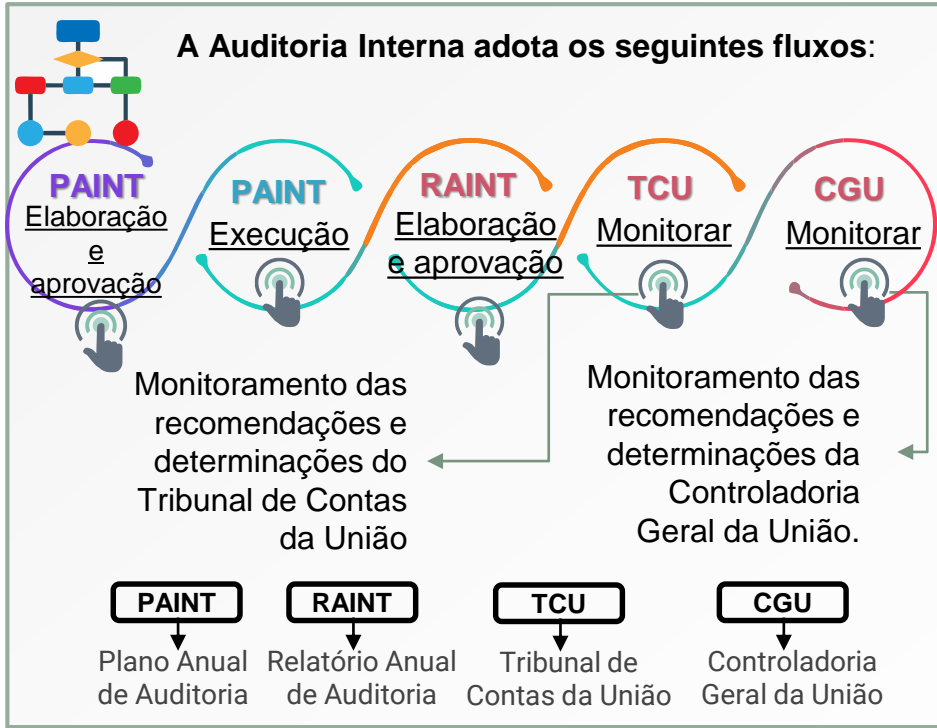 A Auditoria Interna adota os seguintes fluxos:
PAINT
Elaboração
e
aprovação
PAINT
Execução
RAINT
Elaboração
e aprovação
TCU
Monitorar
CGU
Monitorar
Monitoramento das
recomendações e
determinações do
Tribunal de Contas
da União
Monitoramento das
recomendações e
determinações da
Controladoria
Geral da União.
PAINT
Plano Anual
de Auditoria
RAINT
Relatório Anual
de Auditoria
TCU
Tribunal de
Contas da União
CGU
Controladoria
Geral da União